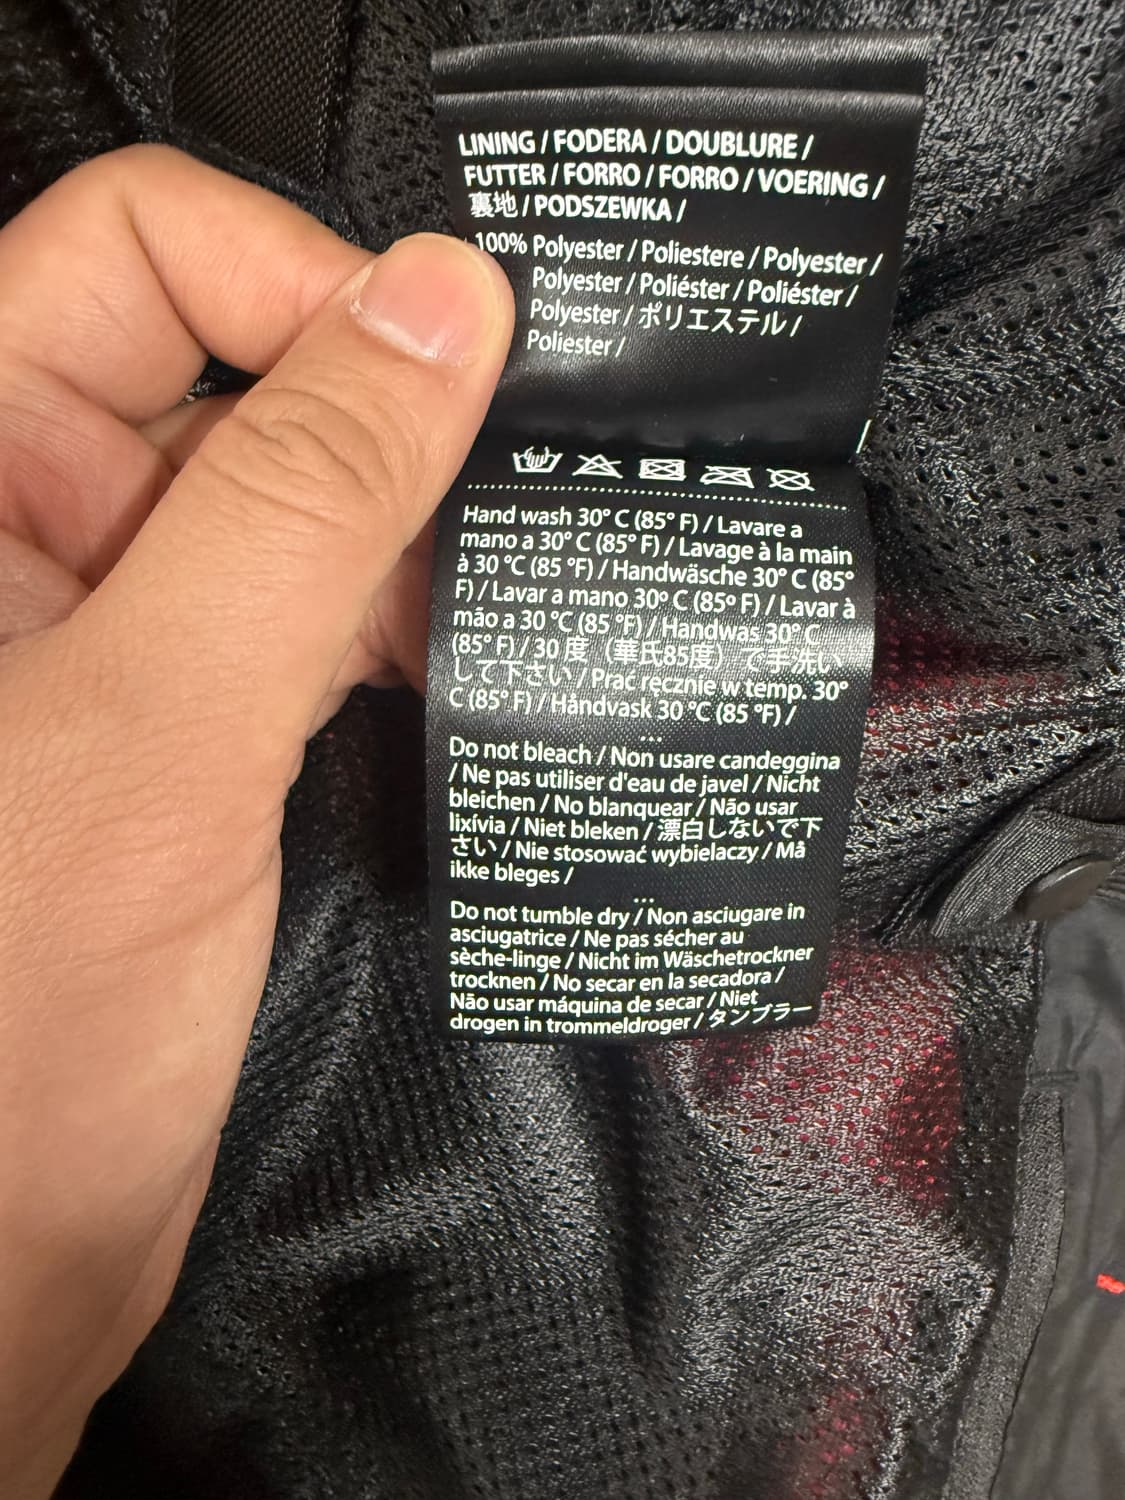 LINING / FODERA / DOUBLURE /
FUTTER / FORRO / FORRO / VOERING /
裏地 / PODSZEWKA /
100% Polyester / Poliestere / Polyester /
Polyester / Poliéster / Poliéster /
Polyester / ポリエステル /
Poliester /
Hand wash 30° C (85° F) / Lavare a
mano a 30° C (85° F) / Lavage à la main
à 30 °C (85 °F) / Handwäsche 30° C (85°
F) / Lavar a mano 30º C (85º F) / Lavar à
mão a 30 °C (85 °F) / Handwas 30° C
(85° F) / 30 度 （華氏85度） で手洗い
して下さい / Prać ręcznie w temp. 30°
C (85° F) / Håndvask 30 °C (85 °F) /
...
Do not bleach / Non usare candeggina
/ Ne pas utiliser d'eau de javel / Nicht
bleichen / No blanquear / Não usar
lixívia / Niet bleken / 漂白しないで下
さい / Nie stosować wybielaczy / Må
ikke bleges /
...
Do not tumble dry / Non asciugare in
asciugatrice / Ne pas sécher au
sèche-linge / Nicht im Wäschetrockner
trocknen / No secar en la secadora /
Não usar máquina de secar / Niet
drogen in trommeldroger / タンブラー